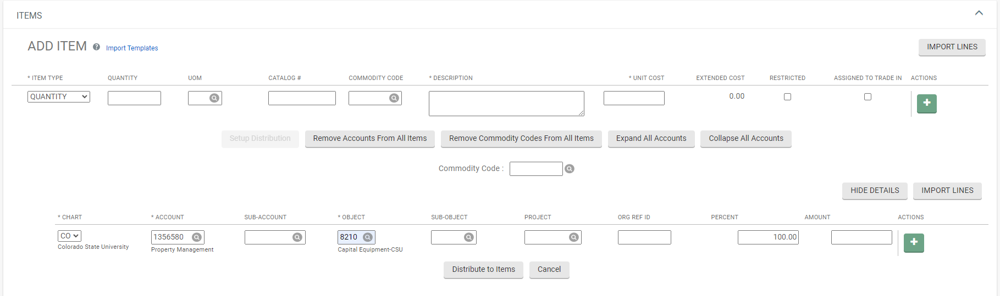 ITEMS
ADD ITEM ? Import Templates
IMPORT LINES
* ITEM TYPE QUANTITY UOM CATALOG # COMMODITY CODE * DESCRIPTION * UNIT COST EXTENDED COST RESTRICTED ASSIGNED TO TRADE IN ACTIONS
QUANTITY 0.00
Setup Distribution Remove Accounts From All Items Remove Commodity Codes From All Items Expand All Accounts Collapse All Accounts
Commodity Code :
HIDE DETAILS IMPORT LINES
* CHART * ACCOUNT SUB-ACCOUNT * OBJECT SUB-OBJECT PROJECT ORG REF ID PERCENT AMOUNT ACTIONS
CO 1356580 8210 100.00
Colorado State University Property Management Capital Equipment-CSU
Distribute to Items Cancel